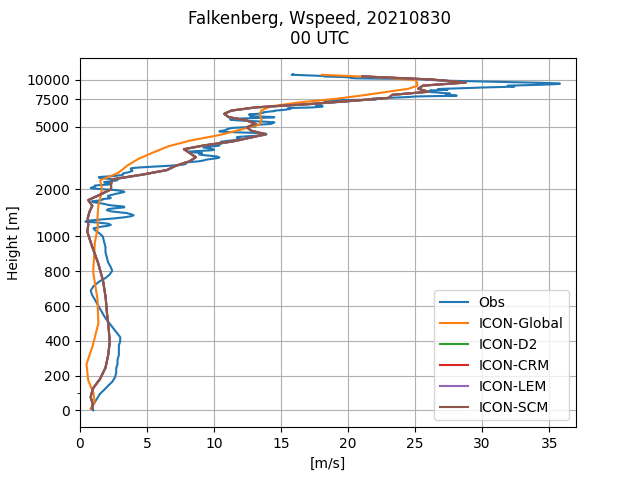 Falkenberg, Wspeed, 20210830
00 UTC
10000
7500
5000
2000
1000
800
600
400
200
0
Height [m]
0 5 10 15 20 25 30 35
[m/s]
Obs
ICON-Global
ICON-D2
ICON-CRM
ICON-LEM
ICON-SCM